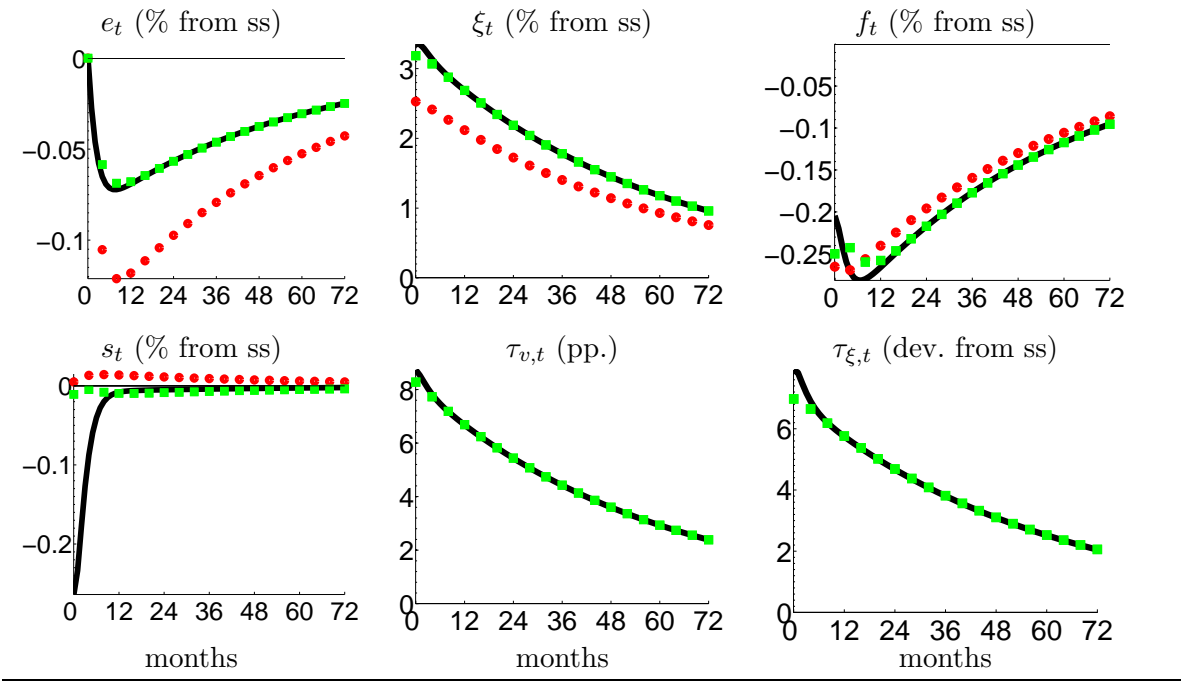 e_t (% from ss) ξ_t (% from ss) f_t (% from ss)
0 −0.05 −0.1
0 12 24 36 48 60 72
3 2 1 0
0 12 24 36 48 60 72
−0.05 −0.1 −0.15 −0.2 −0.25
0 12 24 36 48 60 72
s_t (% from ss) τ_{v,t} (pp.) τ_{ξ,t} (dev. from ss)
0 −0.1 −0.2
0 12 24 36 48 60 72
8 6 4 2 0
0 12 24 36 48 60 72
6 4 2 0
0 12 24 36 48 60 72
months months months